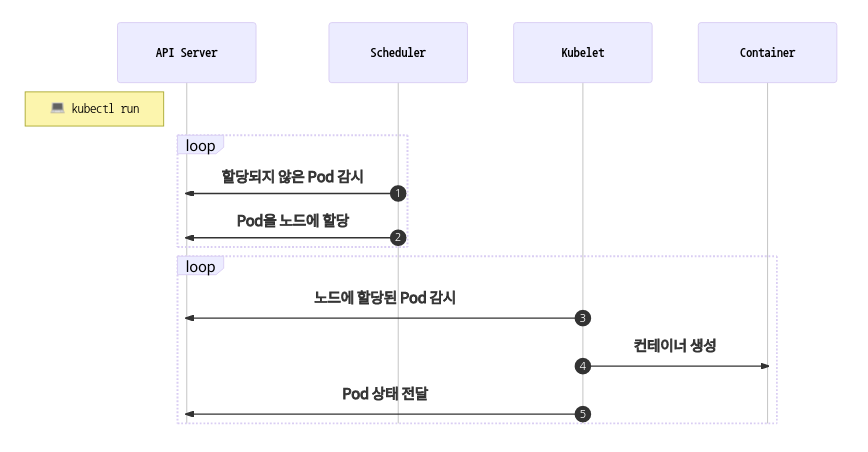 API Server
Scheduler
Kubelet
Container
💻 kubectl run
loop
할당되지 않은 Pod 감시
1
Pod을 노드에 할당
2
loop
노드에 할당된 Pod 감시
3
컨테이너 생성
4
Pod 상태 전달
5